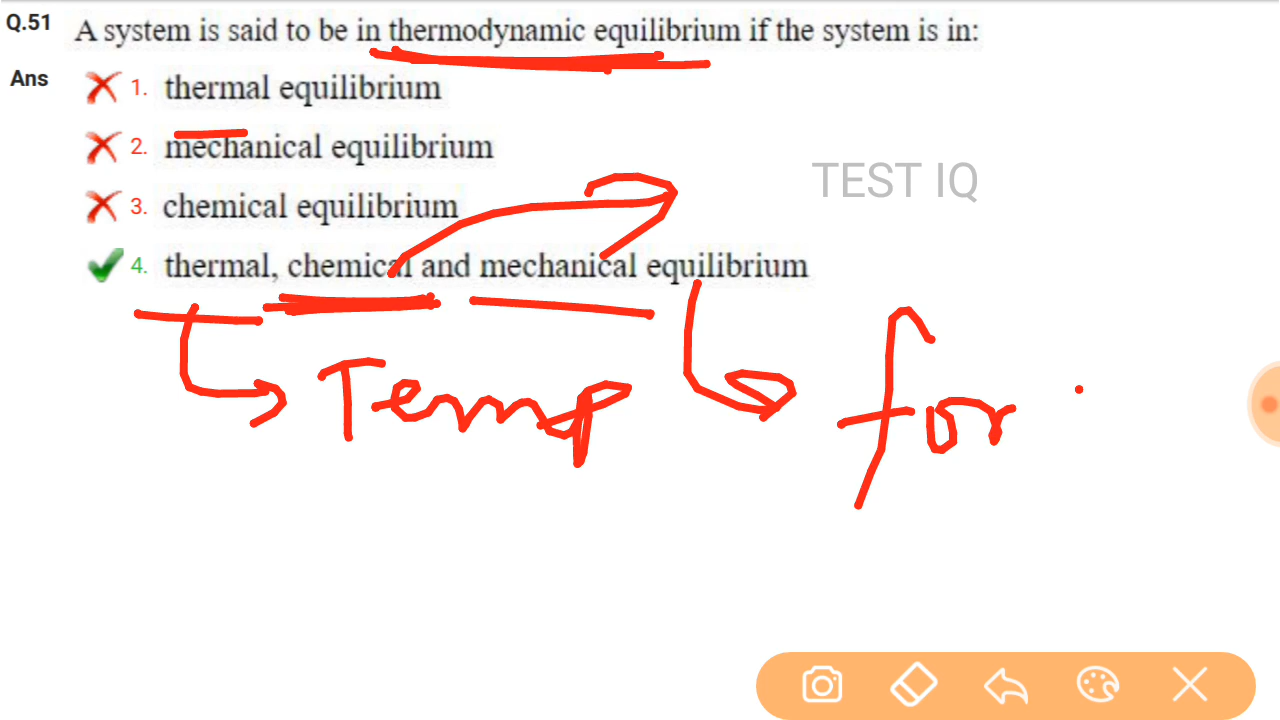 Q.51 A system is said to be in thermodynamic equilibrium if the system is in:
Ans 1. thermal equilibrium
2. mechanical equilibrium
3. chemical equilibrium
4. thermal, chemical and mechanical equilibrium
TEST IQ
Temp
for